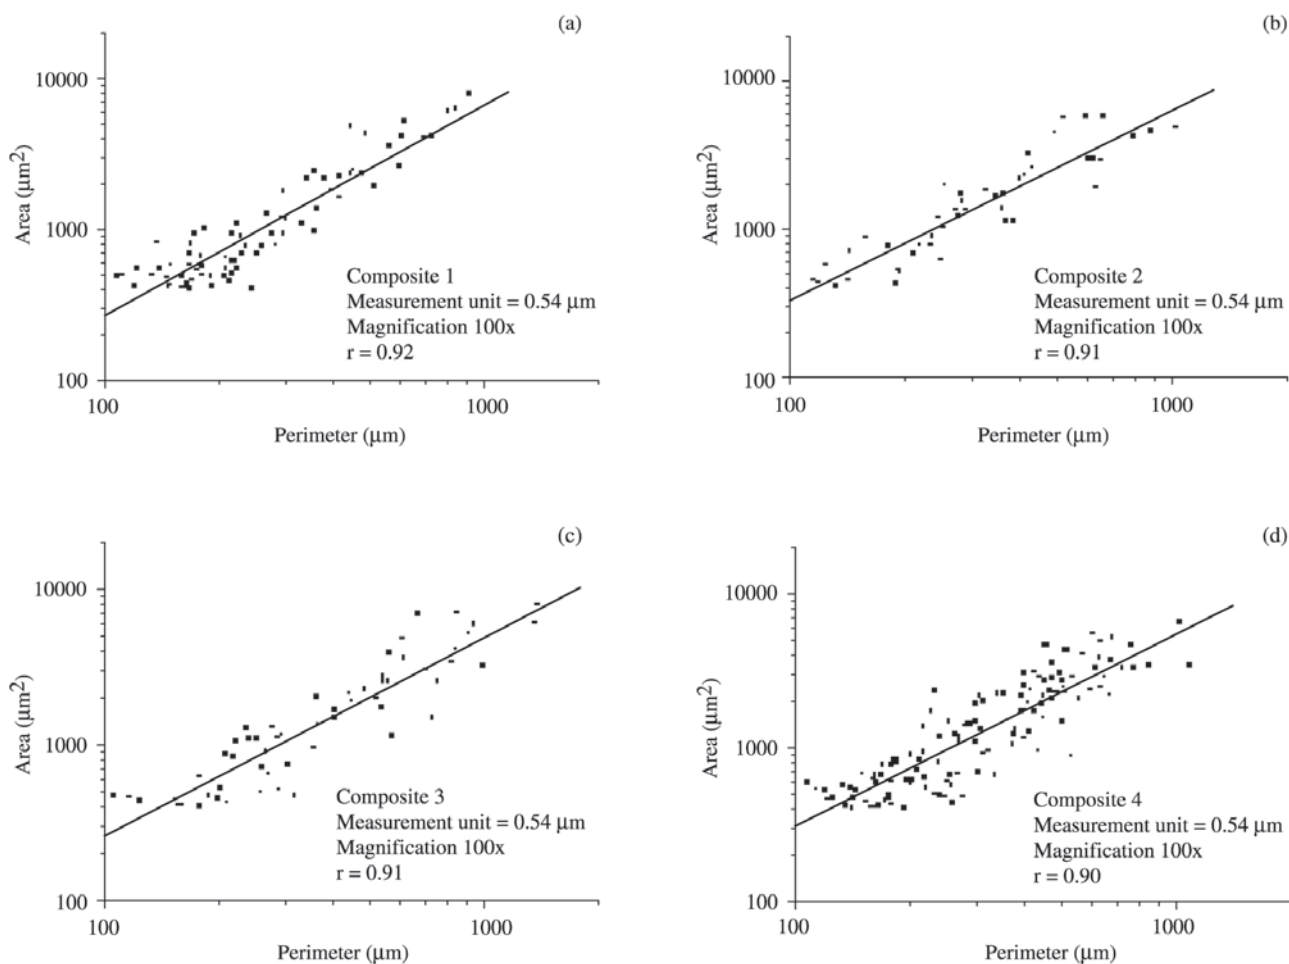 (a)
10000
1000
100
Area (μm²)
100
1000
Perimeter (μm)
Composite 1
Measurement unit = 0.54 μm
Magnification 100x
r = 0.92
(b)
10000
1000
100
Area (μm²)
100
1000
Perimeter (μm)
Composite 2
Measurement unit = 0.54 μm
Magnification 100x
r = 0.91
(c)
10000
1000
100
Area (μm²)
100
1000
Perimeter (μm)
Composite 3
Measurement unit = 0.54 μm
Magnification 100x
r = 0.91
(d)
10000
1000
100
Area (μm²)
100
1000
Perimeter (μm)
Composite 4
Measurement unit = 0.54 μm
Magnification 100x
r = 0.90